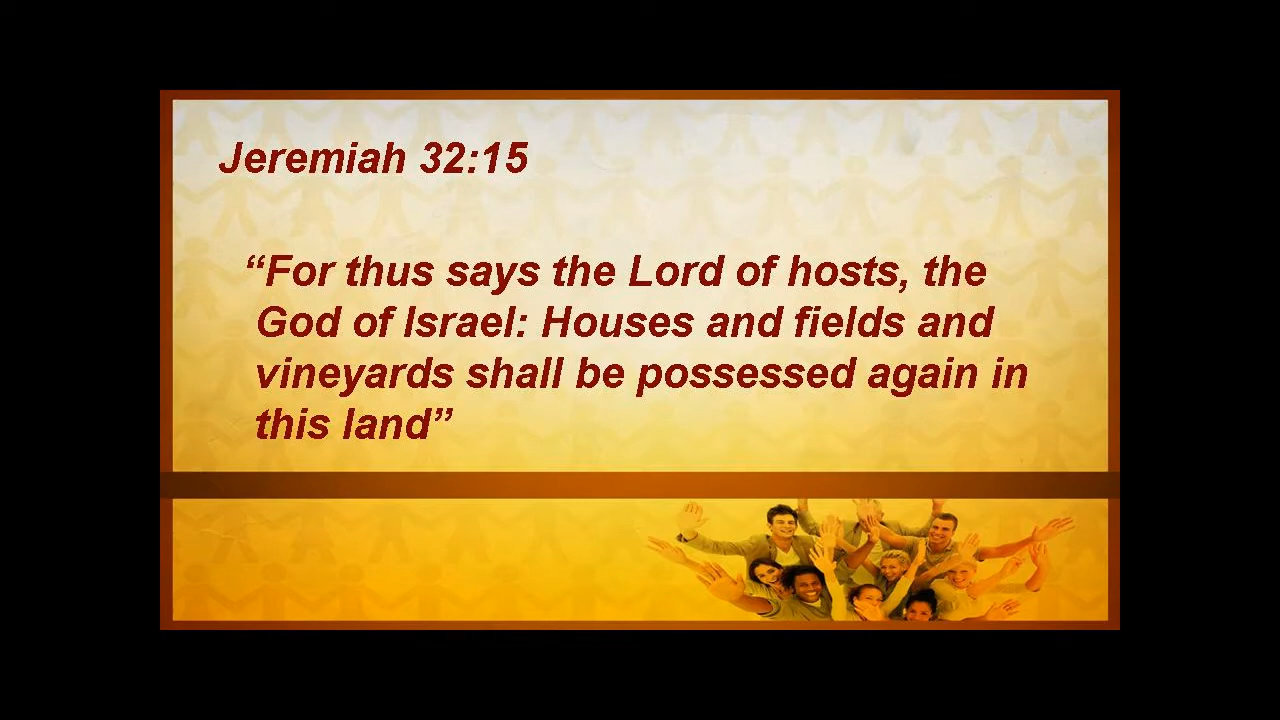 Jeremiah 32:15
“For thus says the Lord of hosts, the
God of Israel: Houses and fields and
vineyards shall be possessed again in
this land”